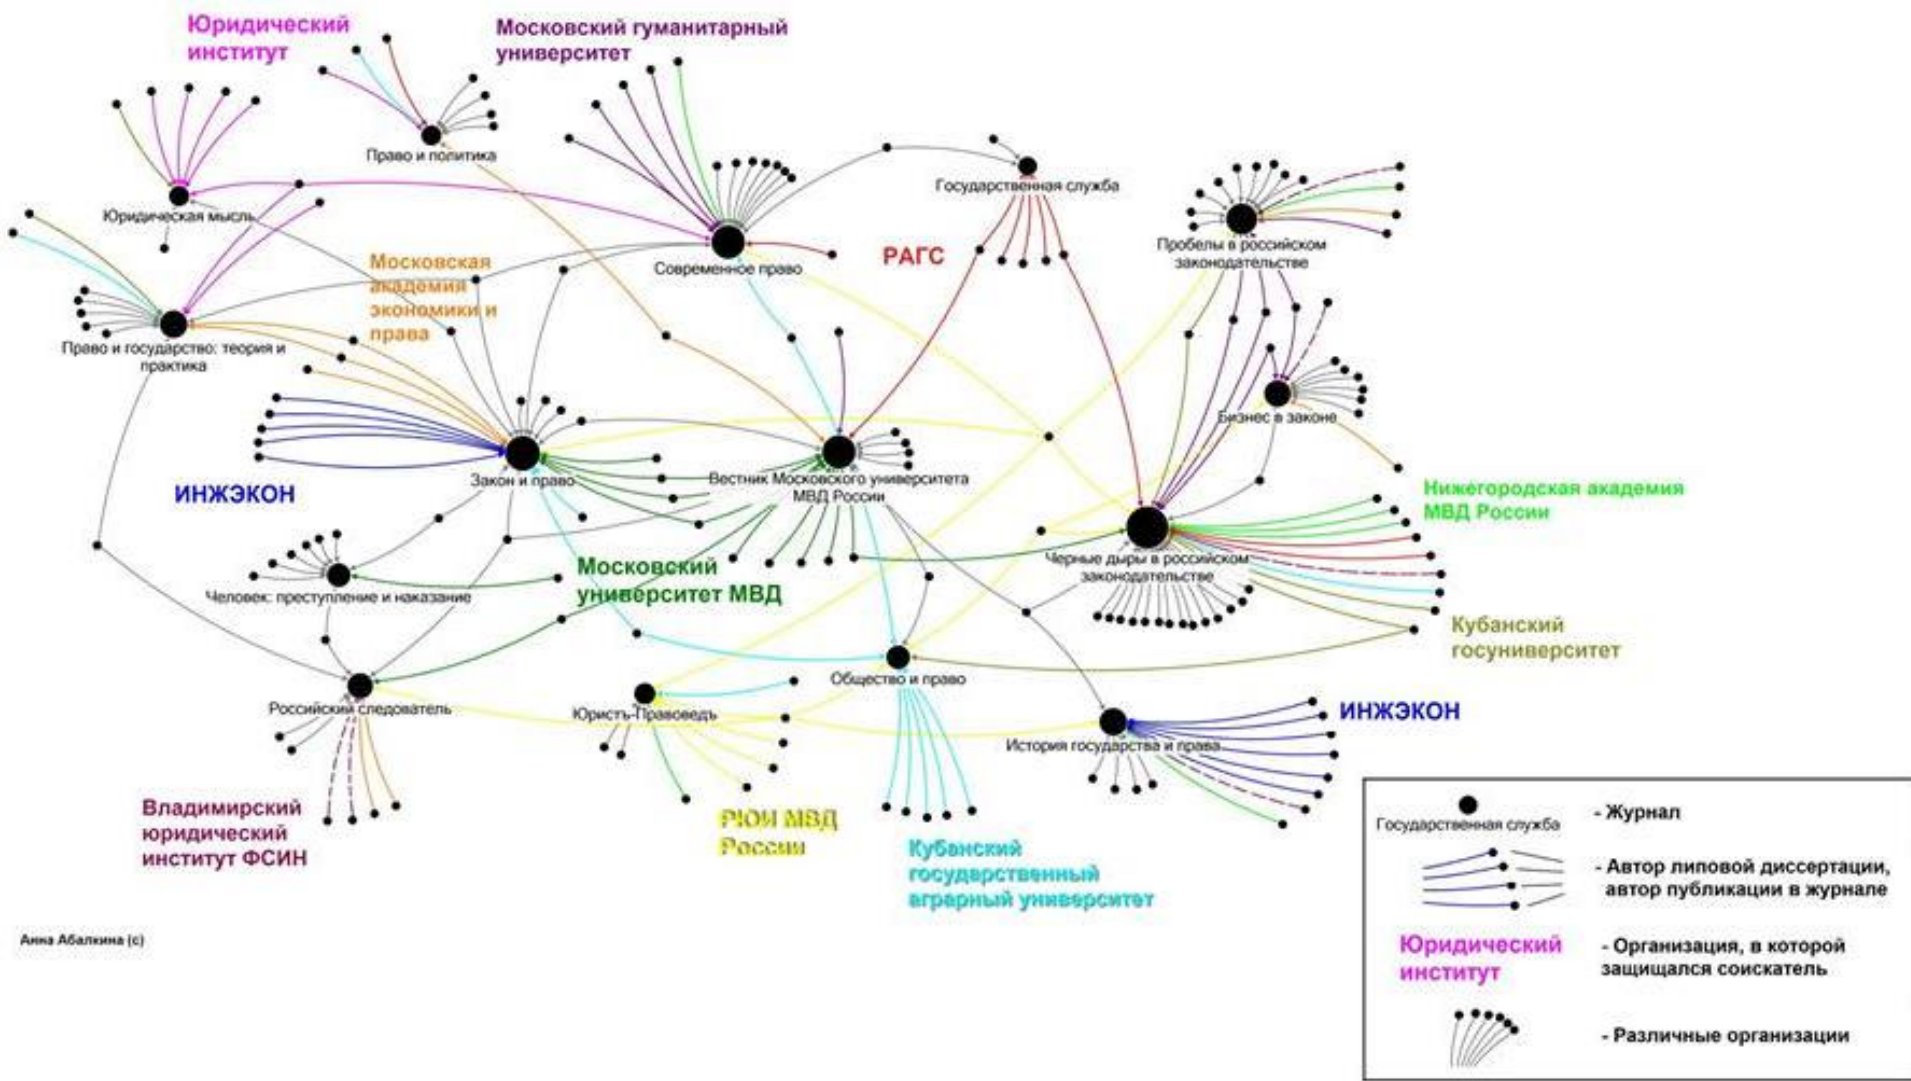 Юридический
институт
Московский гуманитарный
университет
Право и политика
Государственная служба
Юридическая мысль
Современное право
РАГС
Пробелы в российском
законодательстве
Московская
академия
экономики и
права
Право и государство: теория и
практика
Бизнес в законе
ИНЖЭКОН
Закон и право
Вестник Московского университета
МВД России
Нижегородская академия
МВД России
Черные дыры в российском
законодательстве
Московский
университет МВД
Человек: преступление и наказание
Кубанский
госуниверситет
Общество и право
Российский следователь
Юристъ-Правоведъ
История государства и права
ИНЖЭКОН
Владимирский
юридический
институт ФСИН
РЮИ МВД
России
Кубанский
государственный
аграрный университет
Анна Абалкина (c)
Государственная служба
- Журнал
- Автор липовой диссертации,
автор публикации в журнале
Юридический
институт
- Организация, в которой
защищался соискатель
- Различные организации